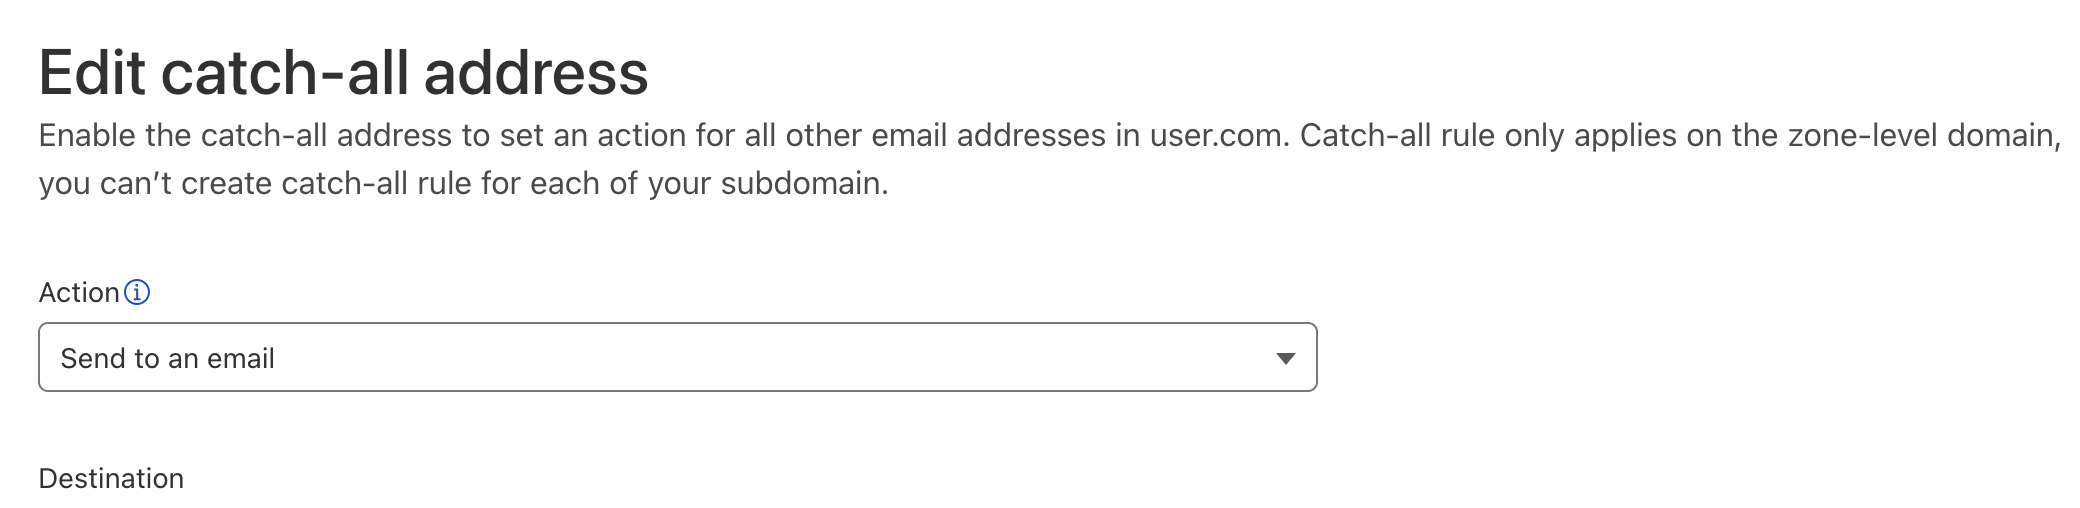 Edit catch-all address
Enable the catch-all address to set an action for all other email addresses in user.com. Catch-all rule only applies on the zone-level domain,
you can’t create catch-all rule for each of your subdomain.
Action
Send to an email
Destination